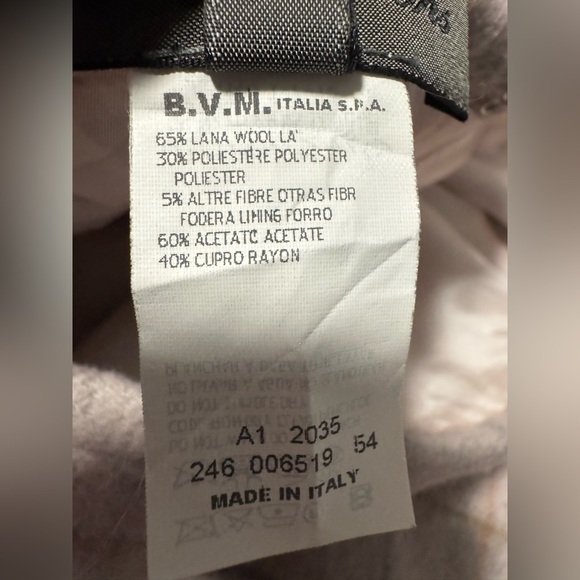 B.V.M. ITALIA S.P.A.
65% LANA WOOL LA'
30% POLIESTERE POLYESTER
POLIESTER
5% ALTRE FIBRE OTRAS FIBR
FODERA LINING FORRO
60% ACETATO ACETATE
40% CUPRO RAYON
A1 2035
246 006519 54
MADE IN ITALY